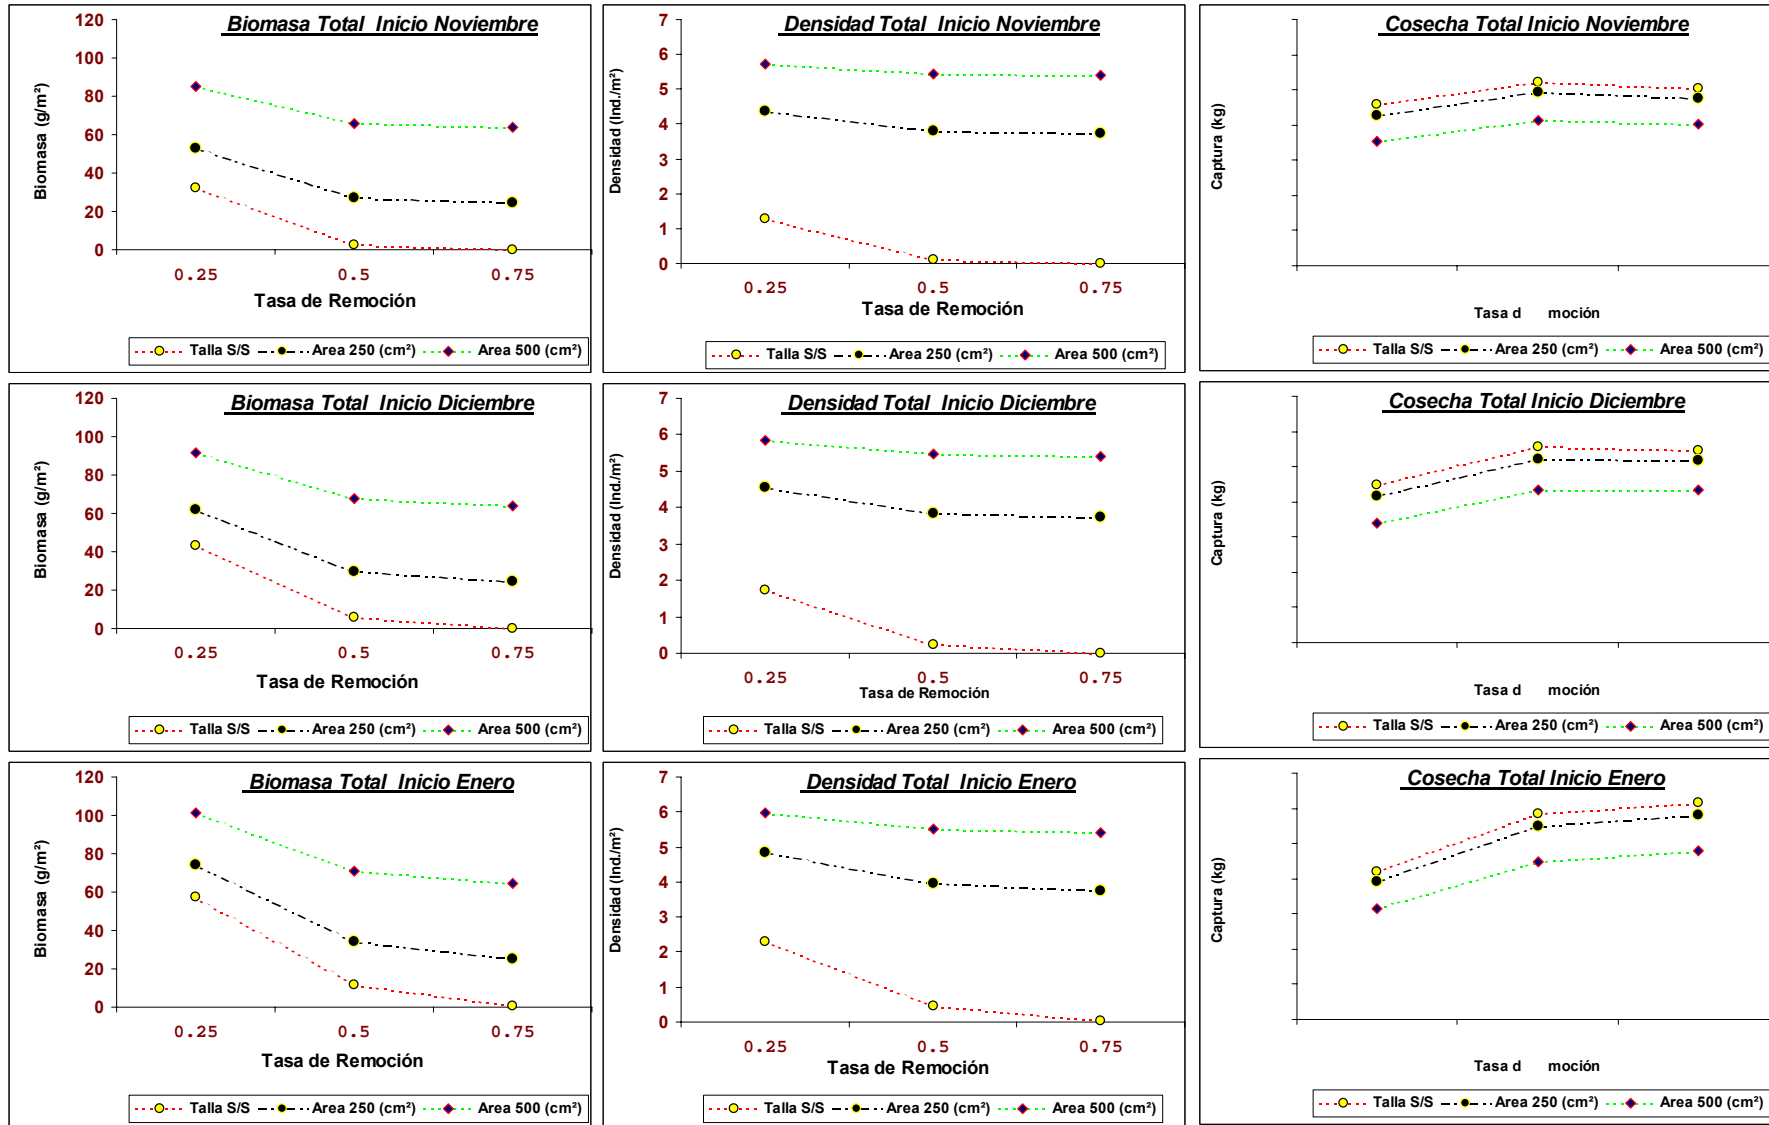 Biomasa Total  Inicio Noviembre
120
100
80
60
40
20
0
Biomasa (g/m²)
0.25 0.5 0.75
Tasa de Remoción
Talla S/S Area 250 (cm²) Area 500 (cm²)
Densidad Total  Inicio Noviembre
7
6
5
4
3
2
1
0
Densidad (Ind./m²)
0.25 0.5 0.75
Tasa de Remoción
Talla S/S Area 250 (cm²) Area 500 (cm²)
Cosecha Total Inicio Noviembre
Captura (kg)
Tasa d moción
Talla S/S Area 250 (cm²) Area 500 (cm²)
Biomasa Total  Inicio Diciembre
120
100
80
60
40
20
0
Biomasa (g/m²)
0.25 0.5 0.75
Tasa de Remoción
Talla S/S Area 250 (cm²) Area 500 (cm²)
Densidad Total  Inicio Diciembre
7
6
5
4
3
2
1
0
Densidad (Ind./m²)
0.25 0.5 0.75
Tasa de Remoción
Talla S/S Area 250 (cm²) Area 500 (cm²)
Cosecha Total Inicio Diciembre
Captura (kg)
Tasa d moción
Talla S/S Area 250 (cm²) Area 500 (cm²)
Biomasa Total  Inicio Enero
120
100
80
60
40
20
0
Biomasa (g/m²)
0.25 0.5 0.75
Tasa de Remoción
Talla S/S Area 250 (cm²) Area 500 (cm²)
Densidad Total  Inicio Enero
7
6
5
4
3
2
1
0
Densidad (Ind./m²)
0.25 0.5 0.75
Tasa de Remoción
Talla S/S Area 250 (cm²) Area 500 (cm²)
Cosecha Total Inicio Enero
Captura (kg)
Tasa d moción
Talla S/S Area 250 (cm²) Area 500 (cm²)